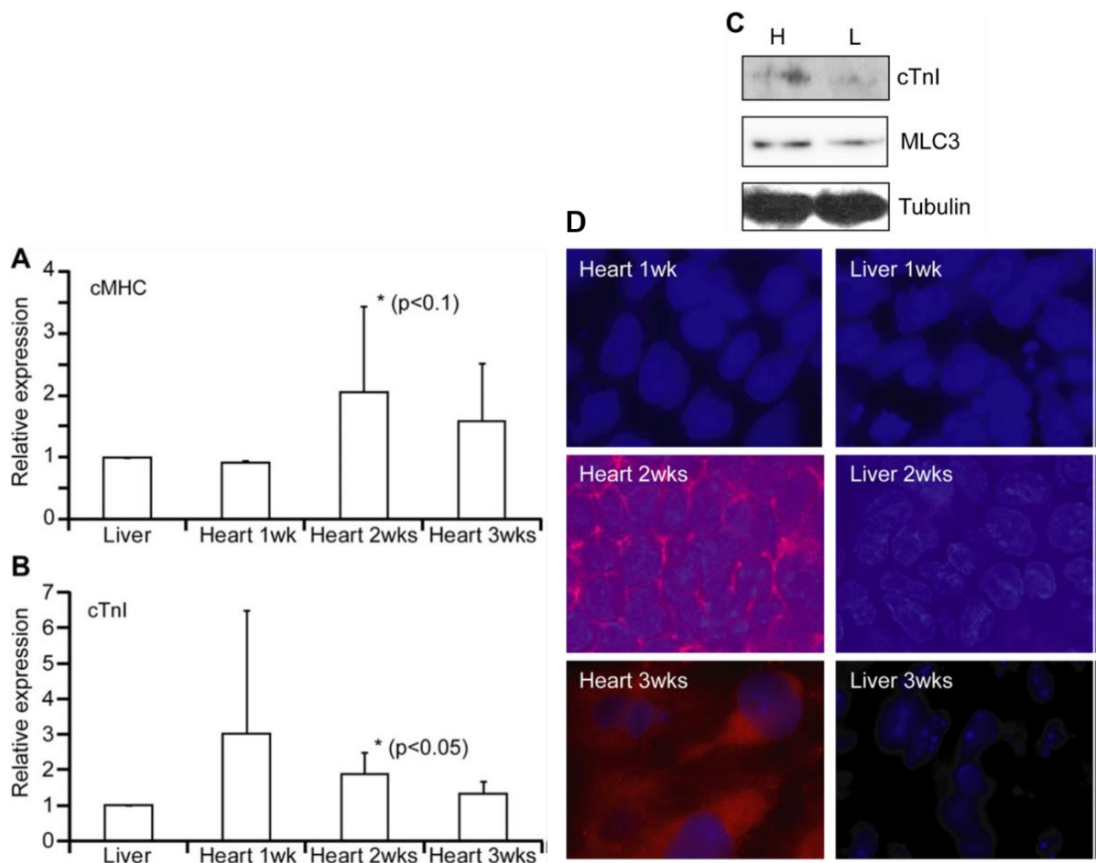 C
H L
cTnI
MLC3
Tubulin
D
Heart 1wk Liver 1wk
Heart 2wks Liver 2wks
Heart 3wks Liver 3wks
A
cMHC
Relative expression
4
3
2
1
0
* (p<0.1)
Liver Heart 1wk Heart 2wks Heart 3wks
B
cTnI
Relative expression
7
6
5
4
3
2
1
0
* (p<0.05)
Liver Heart 1wk Heart 2wks Heart 3wks